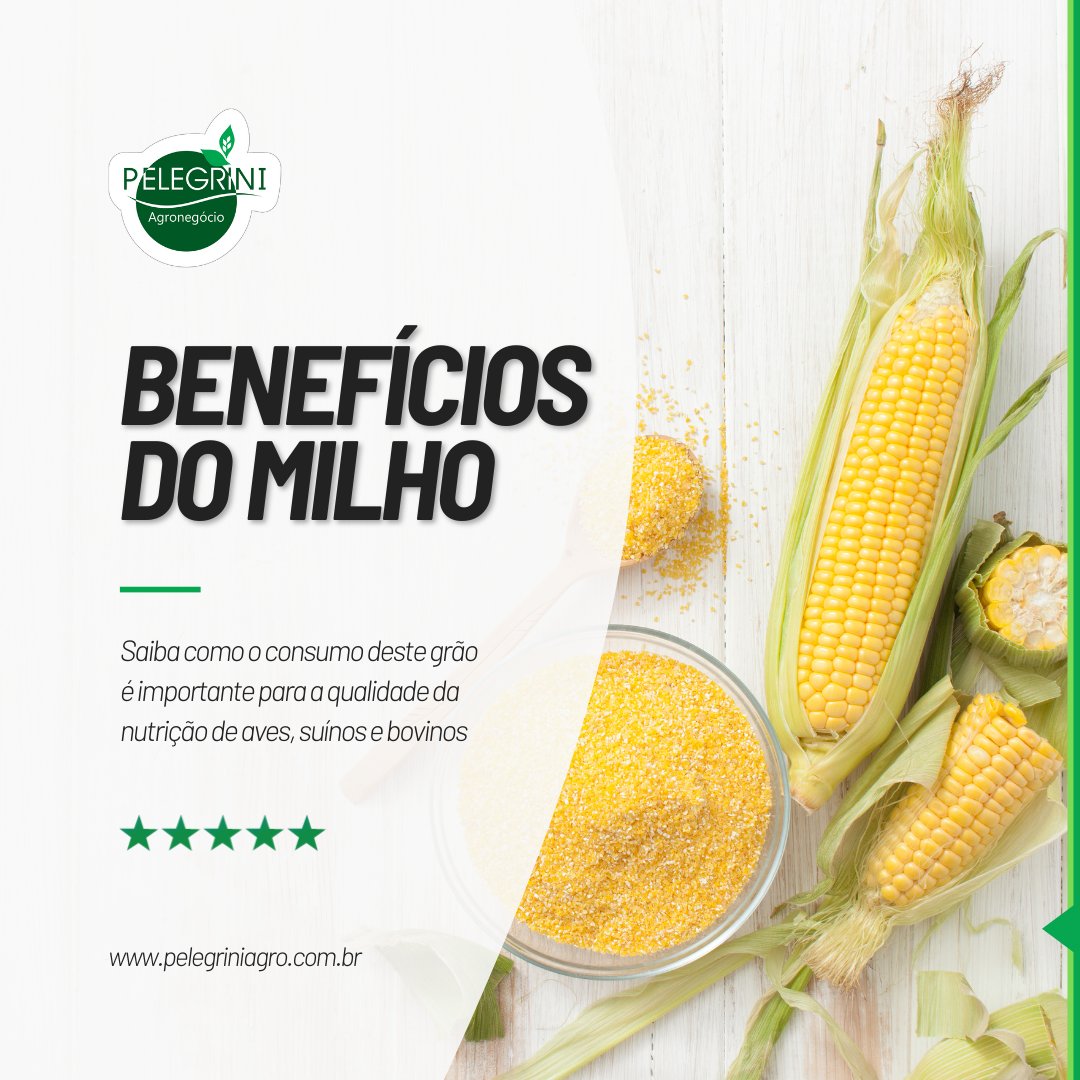 PELEGRINI
Agronegócio
BENEFÍCIOS
DO MILHO
Saiba como o consumo deste grão
é importante para a qualidade da
nutrição de aves, suínos e bovinos
www.pelegriniagro.com.br